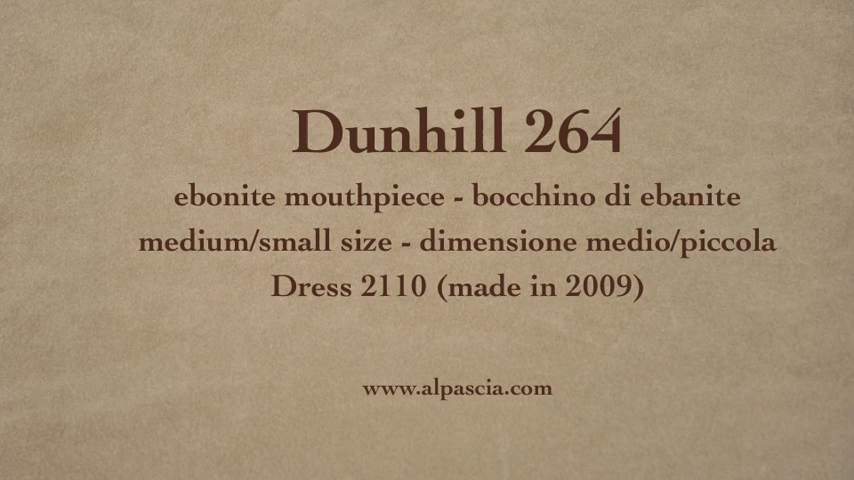 Dunhill 264
ebonite mouthpiece - bocchino di ebanite
medium/small size - dimensione medio/piccola
Dress 2110 (made in 2009)
www.alpascia.com